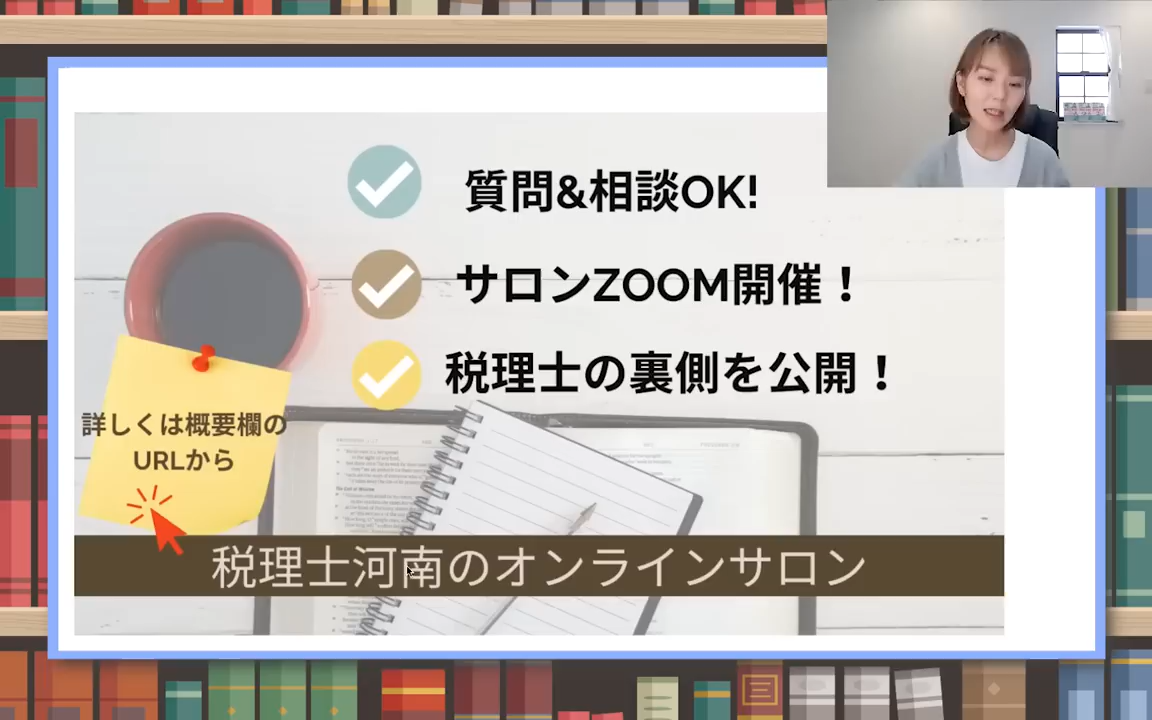 質問&相談OK!
サロンZOOM開催！
税理士の裏側を公開！
詳しくは概要欄の
URLから
税理士河南のオンラインサロン